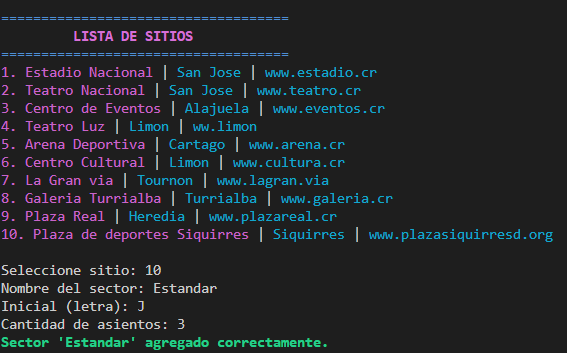 ====================================
LISTA DE SITIOS
====================================
1. Estadio Nacional | San Jose | www.estadio.cr
2. Teatro Nacional | San Jose | www.teatro.cr
3. Centro de Eventos | Alajuela | www.eventos.cr
4. Teatro Luz | Limon | ww.limon
5. Arena Deportiva | Cartago | www.arena.cr
6. Centro Cultural | Limon | www.cultura.cr
7. La Gran via | Tournon | www.lagran.via
8. Galeria Turrialba | Turrialba | www.galeria.cr
9. Plaza Real | Heredia | www.plazareal.cr
10. Plaza de deportes Siquirres | Siquirres | www.plazasiquirresd.org
Seleccione sitio: 10
Nombre del sector: Estandar
Inicial (letra): J
Cantidad de asientos: 3
Sector 'Estandar' agregado correctamente.